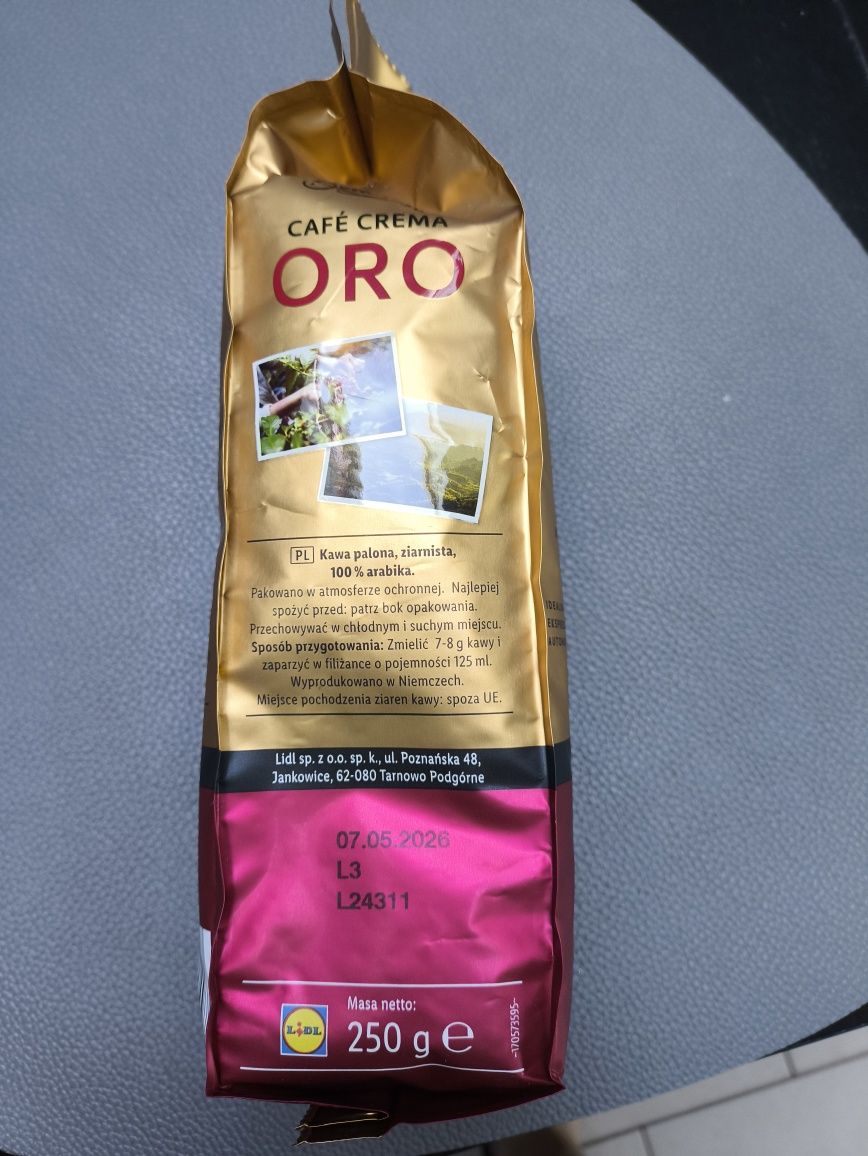 CAFÉ CREMA
ORO
PL Kawa palona, ziarnista,
100 % arabika.
Pakowano w atmosferze ochronnej. Najlepiej
spożyć przed: patrz bok opakowania.
Przechowywać w chłodnym i suchym miejscu.
Sposób przygotowania: Zmielić 7-8 g kawy i
zaparzyć w filiżance o pojemności 125 ml.
Wyprodukowano w Niemczech.
Miejsce pochodzenia ziaren kawy: spoza UE.
Lidl sp. z o.o. sp. k., ul. Poznańska 48,
Jankowice, 62-080 Tarnowo Podgórne
07.05.2026
L3
L24311
Masa netto:
LIDL
250 g e
-170573595-